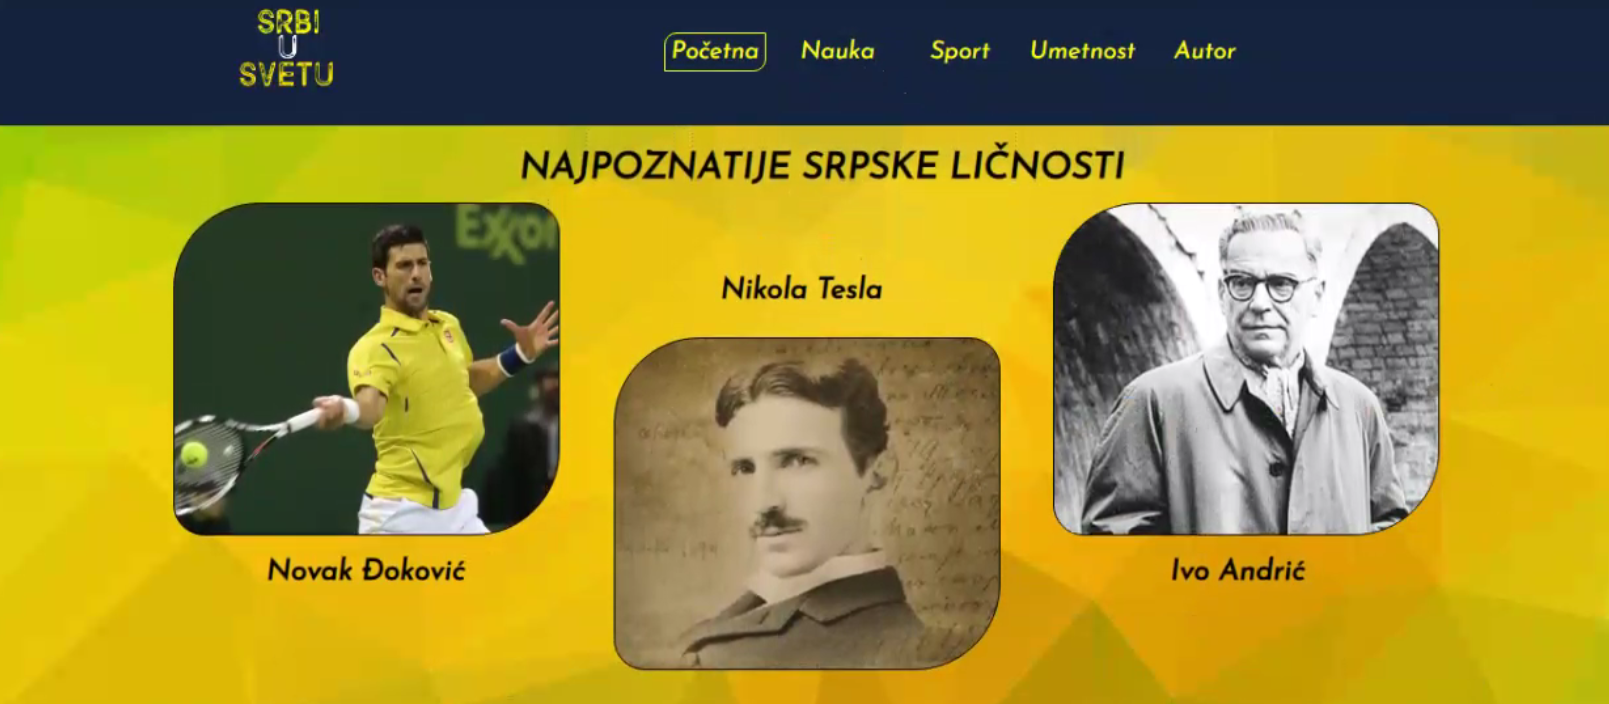 SRBI
U
SVETU
Početna Nauka Sport Umetnost Autor
NAJPOZNATIJE SRPSKE LIČNOSTI
Nikola Tesla
Novak Đoković
Ivo Andrić